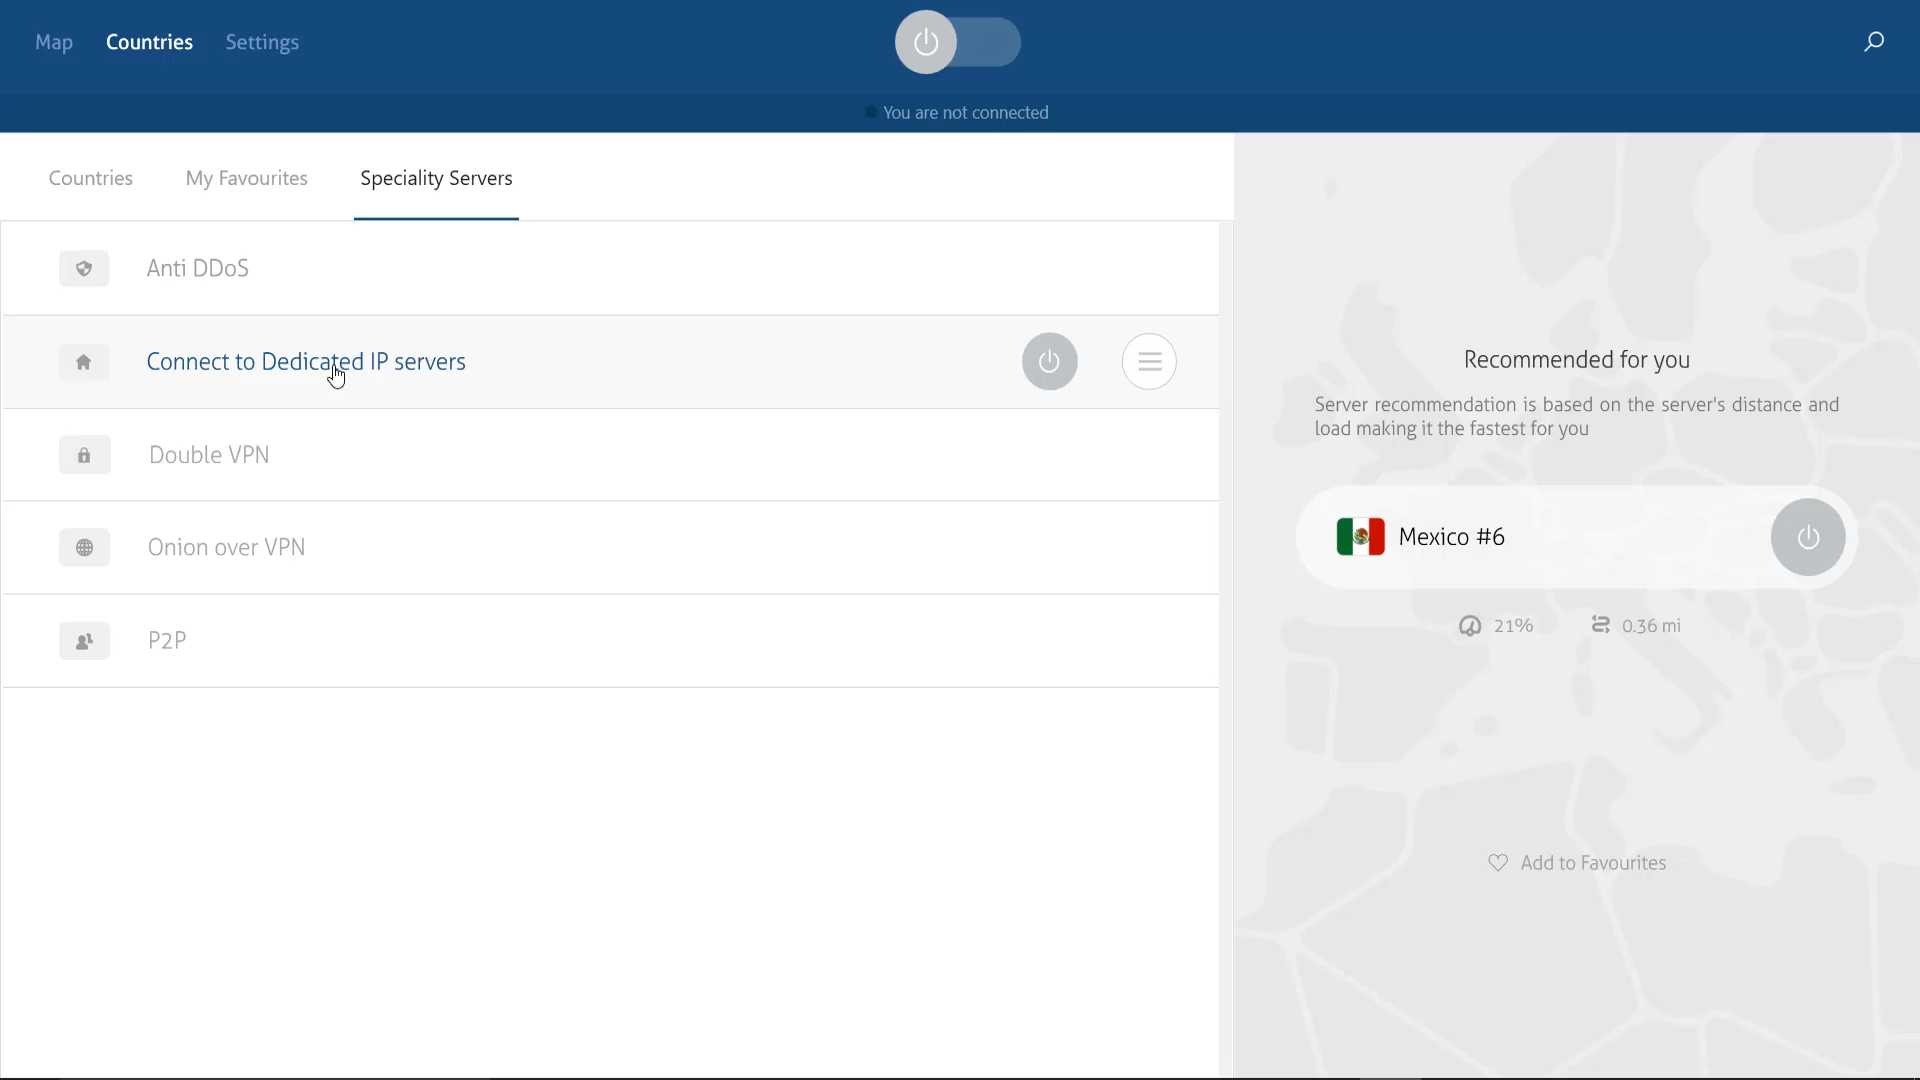 Map Countries Settings
You are not connected
Countries My Favourites Speciality Servers
Anti DDoS
Connect to Dedicated IP servers
Double VPN
Onion over VPN
P2P
Recommended for you
Server recommendation is based on the server's distance and
load making it the fastest for you
Mexico #6
21% 0.36 mi
Add to Favourites